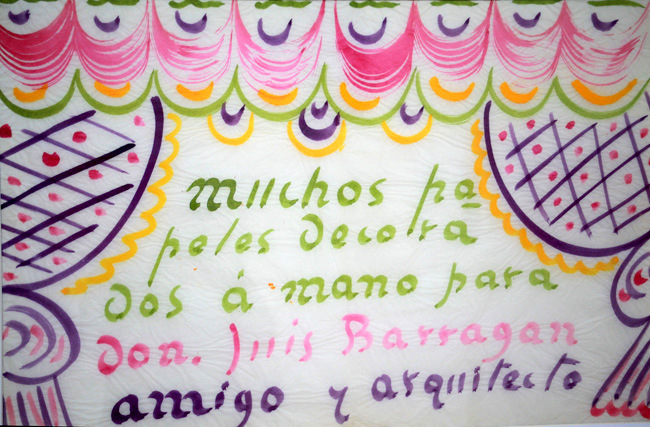 muchos pa
peles decora
dos á mano para
don. Luis Barragan
amigo y arquitecto